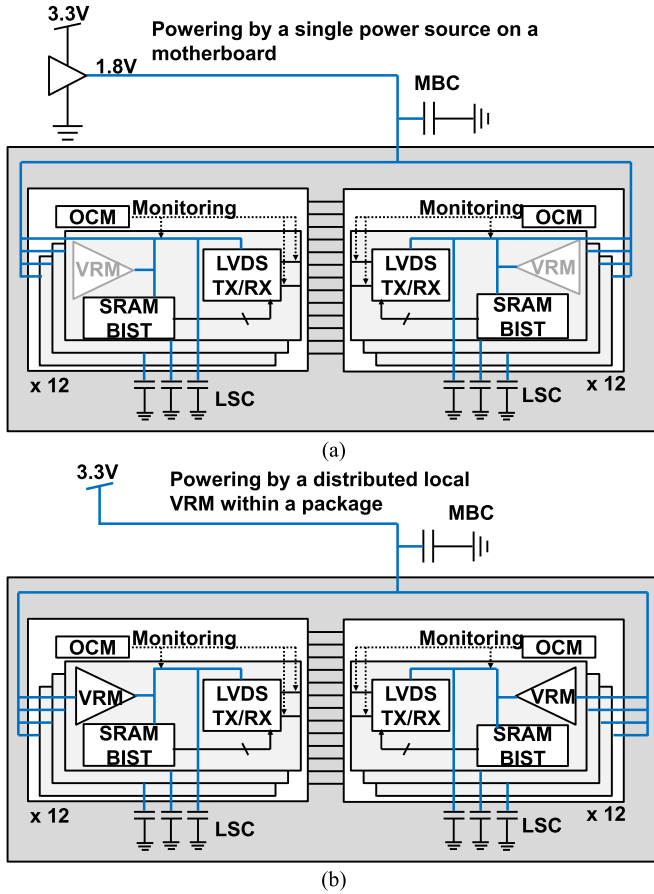 3.3V
Powering by a single power source on a
motherboard
1.8V
MBC
OCM
Monitoring
VRM
LVDS
TX/RX
SRAM
BIST
x 12
LSC
Monitoring
OCM
LVDS
TX/RX
VRM
SRAM
BIST
LSC
x 12
(a)
3.3V
Powering by a distributed local
VRM within a package
MBC
OCM
Monitoring
VRM
LVDS
TX/RX
SRAM
BIST
x 12
LSC
Monitoring
OCM
LVDS
TX/RX
VRM
SRAM
BIST
LSC
x 12
(b)